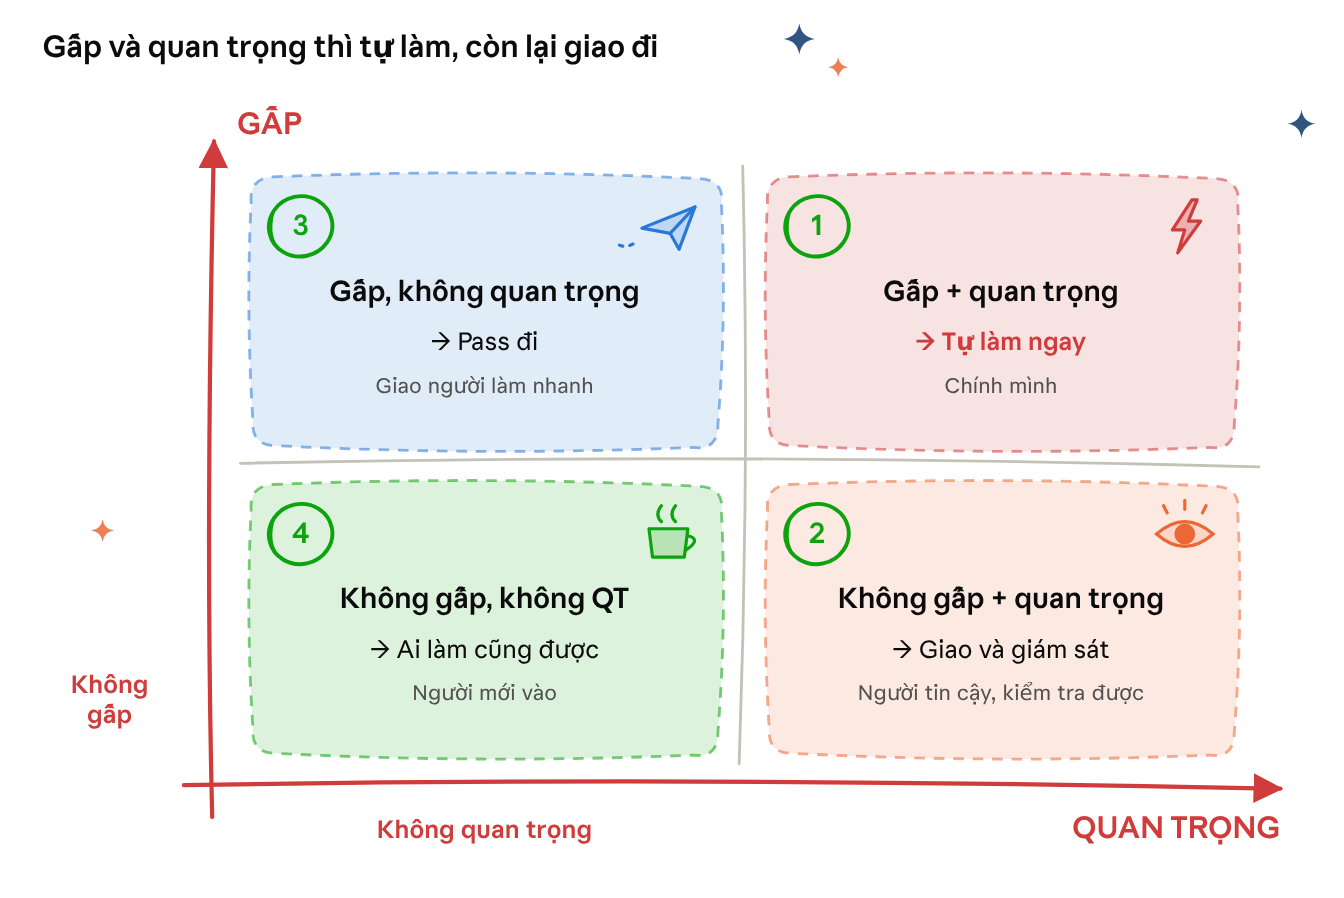 Gấp và quan trọng thì tự làm, còn lại giao đi
GẤP
3
Gấp, không quan trọng
→ Pass đi
Giao người làm nhanh
1
Gấp + quan trọng
→ Tự làm ngay
Chính mình
4
Không gấp, không QT
→ Ai làm cũng được
Người mới vào
2
Không gấp + quan trọng
→ Giao và giám sát
Người tin cậy, kiểm tra được
Không
gấp
Không quan trọng
QUAN TRỌNG